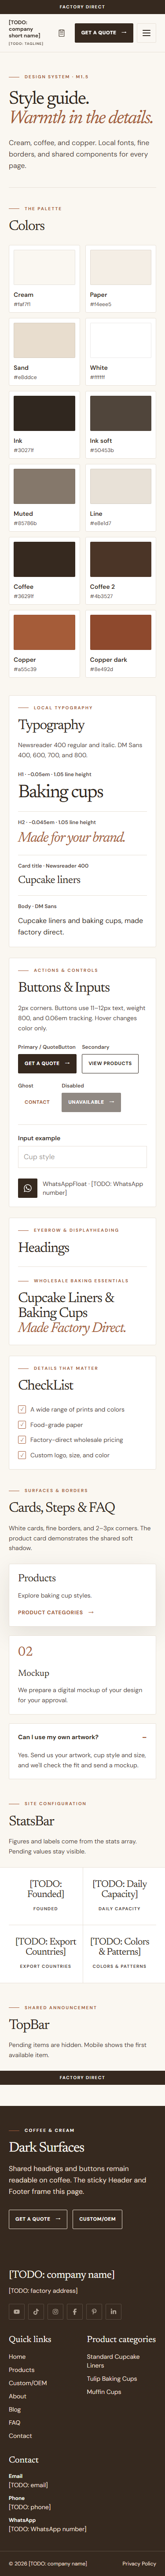 FACTORY DIRECT
[TODO:
company
short name]
[TODO: TAGLINE]
GET A QUOTE →
DESIGN SYSTEM · M1.5
Style guide.
Warmth in the details.
Cream, coffee, and copper. Local fonts, fine
borders, and shared components for every
page.
THE PALETTE
Colors
Cream
#faf7f1
Paper
#f4eee5
Sand
#e8ddce
White
#ffffff
Ink
Ink soft
#50453b
Muted
#85766b
Line
Coffee
Coffee 2
#4b3527
Copper
#a55c39
Copper dark
#8e492d
LOCAL TYPOGRAPHY
Typography
Newsreader 400 regular and italic. DM Sans
400, 600, 700, and 800.
H1 · −0.05em · 1.05 line height
Baking cups
H2 · −0.045em · 1.05 line height
Made for your brand.
Card title · Newsreader 400
Cupcake liners
Body · DM Sans
Cupcake liners and baking cups, made
factory direct.
ACTIONS & CONTROLS
Buttons & Inputs
2px corners. Buttons use 11–12px text, weight
800, and 0.06em tracking. Hover changes
color only.
Primary / QuoteButton
Secondary
GET A QUOTE →
VIEW PRODUCTS
Ghost
Disabled
CONTACT
UNAVAILABLE →
Input example
Cup style
WhatsAppFloat · [TODO: WhatsApp
number]
EYEBROW & DISPLAYHEADING
Headings
WHOLESALE BAKING ESSENTIALS
Cupcake Liners &
Baking Cups
Made Factory Direct.
DETAILS THAT MATTER
CheckList
A wide range of prints and colors
Food-grade paper
Factory-direct wholesale pricing
Custom logo, size, and color
SURFACES & BORDERS
Cards, Steps & FAQ
White cards, fine borders, and 2–3px corners. The
product card demonstrates the shared soft
shadow.
Products
Explore baking cup styles.
PRODUCT CATEGORIES →
02
Mockup
We prepare a digital mockup of your design
for your approval.
Can I use my own artwork? −
Yes. Send us your artwork, cup style and size,
and we'll check the fit and send a mockup.
SITE CONFIGURATION
StatsBar
Figures and labels come from the stats array.
Pending values stay visible.
[TODO:
Founded]
FOUNDED
[TODO: Daily
Capacity]
DAILY CAPACITY
[TODO: Export
Countries]
EXPORT COUNTRIES
[TODO: Colors
& Patterns]
COLORS & PATTERNS
SHARED ANNOUNCEMENT
TopBar
Pending items are hidden. Mobile shows the first
available item.
FACTORY DIRECT
COFFEE & CREAM
Dark Surfaces
Shared headings and buttons remain
readable on coffee. The sticky Header and
Footer frame this page.
GET A QUOTE →
CUSTOM/OEM
[TODO: company name]
[TODO: factory address]
Quick links
Home
Products
Custom/OEM
About
Blog
FAQ
Contact
Product categories
Standard Cupcake
Liners
Tulip Baking Cups
Muffin Cups
Contact
Email
[TODO: email]
Phone
[TODO: phone]
WhatsApp
[TODO: WhatsApp number]
© 2026 [TODO: company name]
Privacy Policy